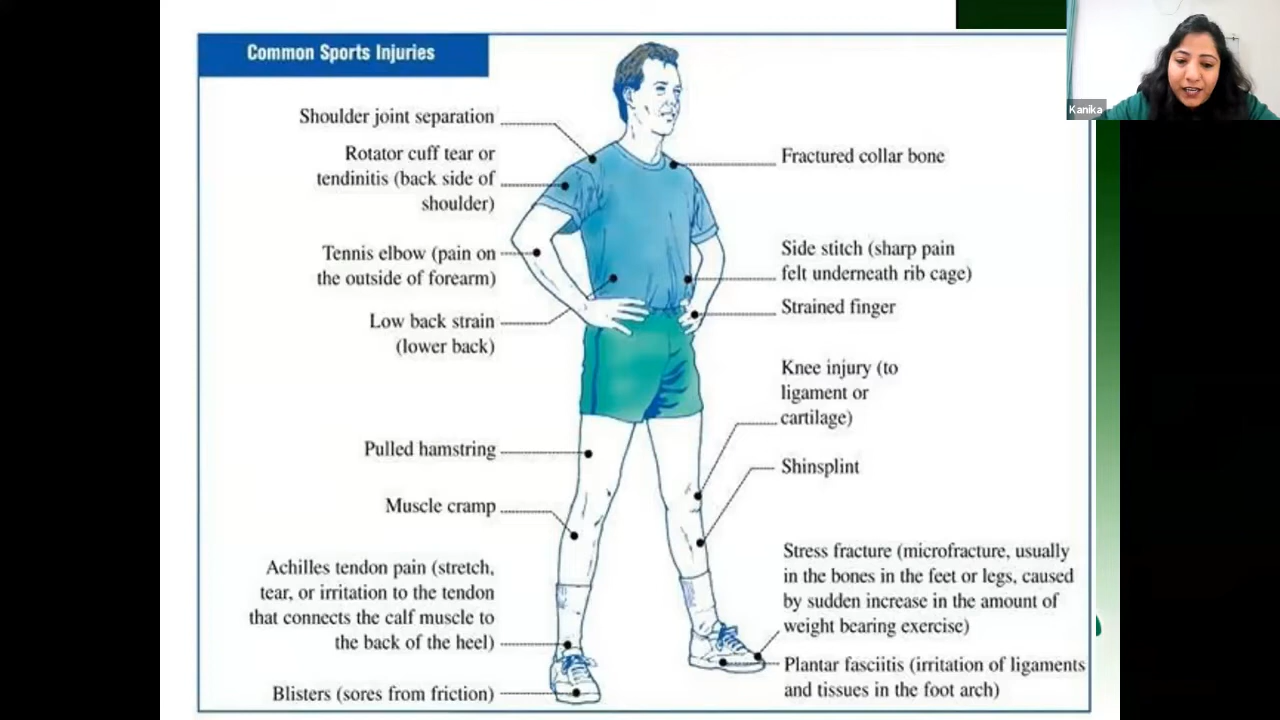 Common Sports Injuries
Kanika
Shoulder joint separation
Rotator cuff tear or
tendinitis (back side of
shoulder)
Tennis elbow (pain on
the outside of forearm)
Low back strain
(lower back)
Pulled hamstring
Muscle cramp
Achilles tendon pain (stretch,
tear, or irritation to the tendon
that connects the calf muscle to
the back of the heel)
Blisters (sores from friction)
Fractured collar bone
Side stitch (sharp pain
felt underneath rib cage)
Strained finger
Knee injury (to
ligament or
cartilage)
Shinsplint
Stress fracture (microfracture, usually
in the bones in the feet or legs, caused
by sudden increase in the amount of
weight bearing exercise)
Plantar fasciitis (irritation of ligaments
and tissues in the foot arch)